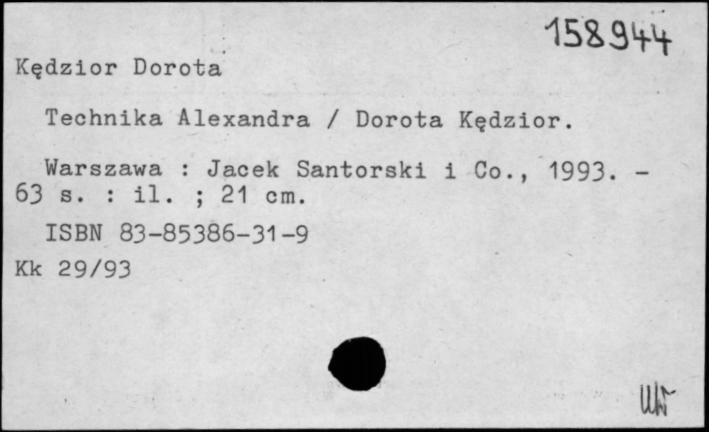 158944
Kędzior Dorota
Technika Alexandra / Dorota Kędzior.
Warszawa : Jacek Santorski i Co., 1993. -
63 s. : il. ; 21 cm.
ISBN 83-85386-31-9
Kk 29/93